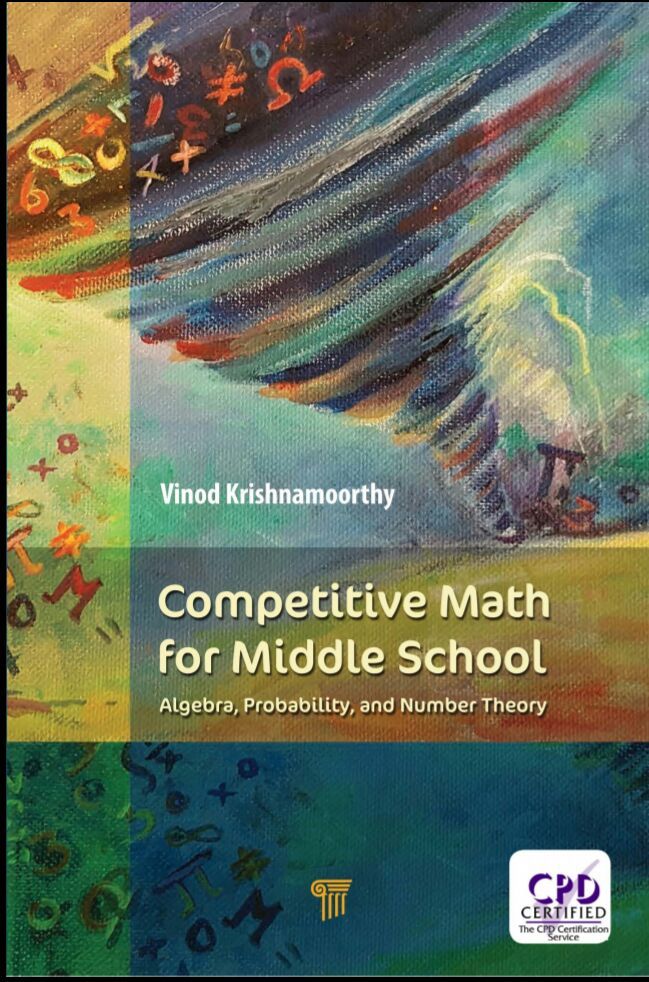 Vinod Krishnamoorthy
Competitive Math
for Middle School
Algebra, Probability, and Number Theory
CPD
CERTIFIED
The CPD Certification
Service